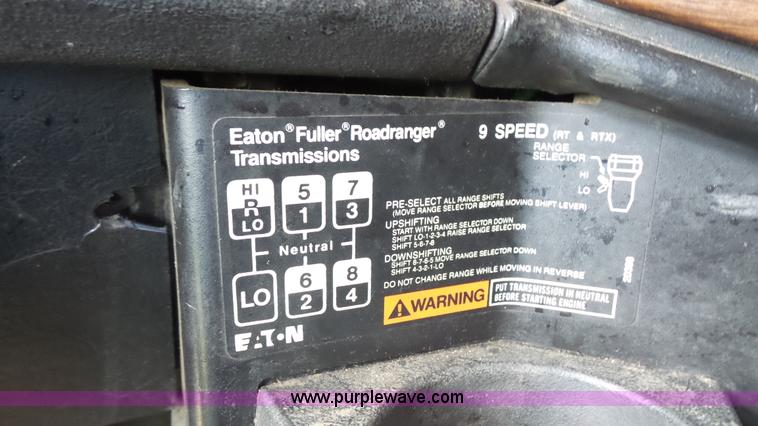 Eaton® Fuller® Roadranger®
Transmissions
9 SPEED (RT & RTX)
RANGE
SELECTOR
HI
LO
HI
R
LO
5
1
7
3
Neutral
LO
6
2
8
4
PRE-SELECT ALL RANGE SHIFTS
(MOVE RANGE SELECTOR BEFORE MOVING SHIFT LEVER)
UPSHIFTING
START WITH RANGE SELECTOR DOWN
SHIFT LO-1-2-3-4 RAISE RANGE SELECTOR
SHIFT 5-6-7-8
DOWNSHIFTING
SHIFT 8-7-6-5 MOVE RANGE SELECTOR DOWN
SHIFT 4-3-2-1-LO
DO NOT CHANGE RANGE WHILE MOVING IN REVERSE
WARNING
PUT TRANSMISSION IN NEUTRAL
BEFORE STARTING ENGINE
EATON
www.purplewave.com